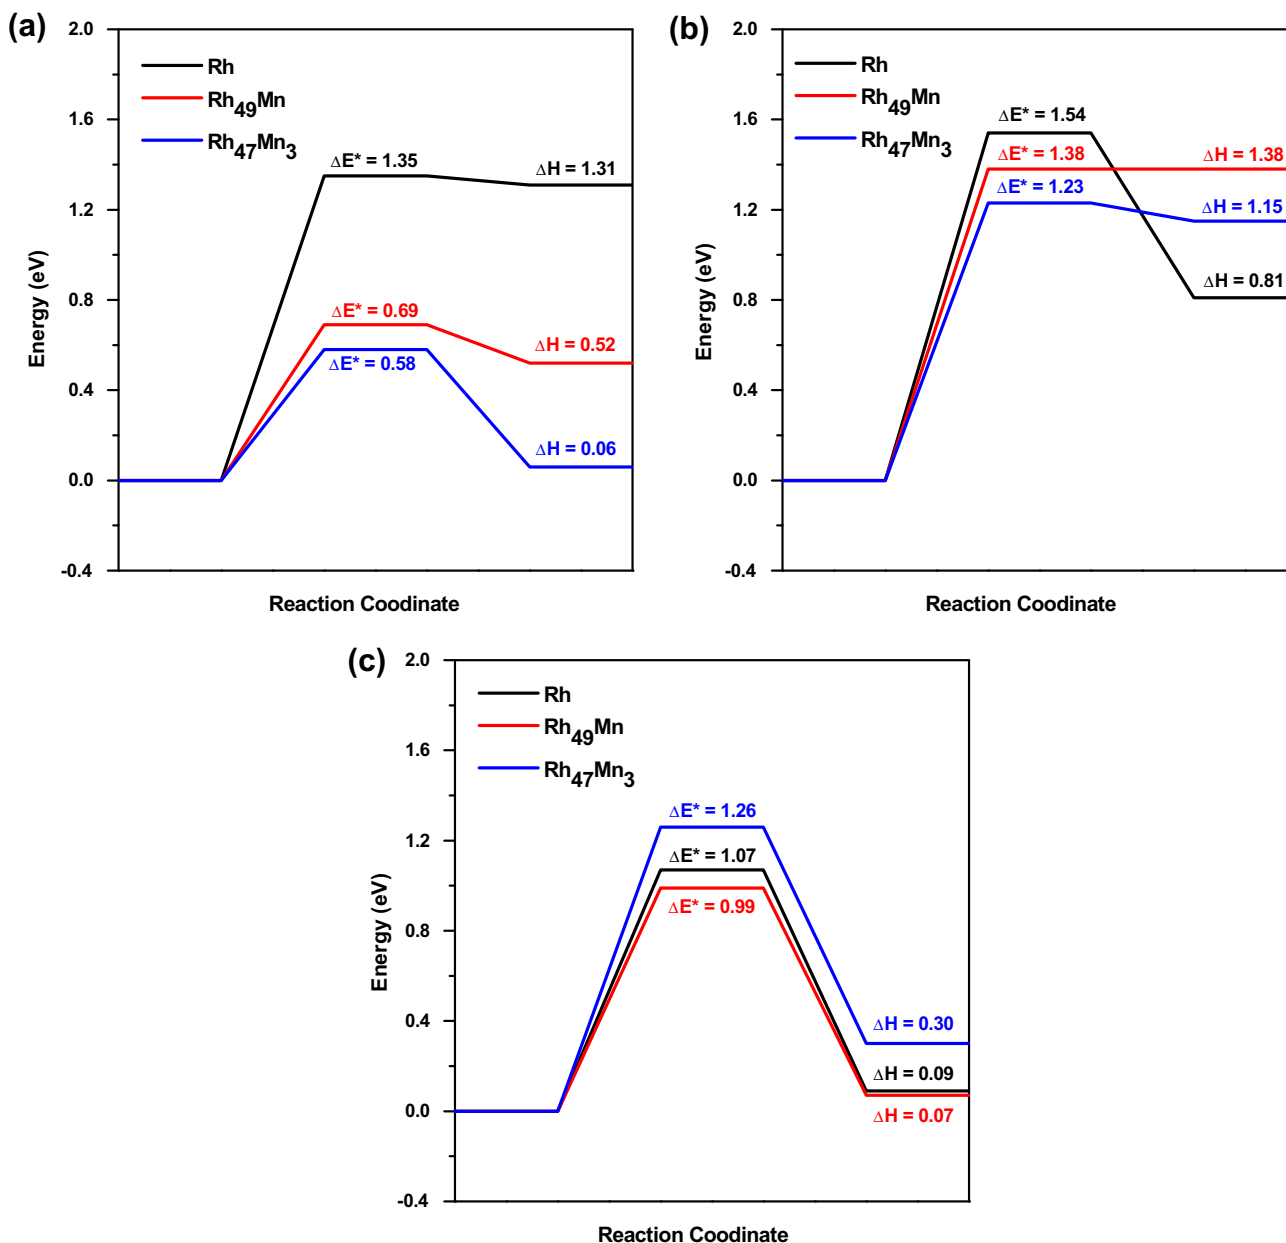 (a)
2.0
1.6
1.2
0.8
0.4
0.0
-0.4
Energy (eV)
Rh
Rh49Mn
Rh47Mn3
ΔE* = 1.35
ΔH = 1.31
ΔE* = 0.69
ΔH = 0.52
ΔE* = 0.58
ΔH = 0.06
Reaction Coodinate
(b)
2.0
1.6
1.2
0.8
0.4
0.0
-0.4
Energy (eV)
Rh
Rh49Mn
Rh47Mn3
ΔE* = 1.54
ΔE* = 1.38
ΔH = 1.38
ΔE* = 1.23
ΔH = 1.15
ΔH = 0.81
Reaction Coodinate
(c)
2.0
1.6
1.2
0.8
0.4
0.0
-0.4
Energy (eV)
Rh
Rh49Mn
Rh47Mn3
ΔE* = 1.26
ΔE* = 1.07
ΔE* = 0.99
ΔH = 0.30
ΔH = 0.09
ΔH = 0.07
Reaction Coodinate